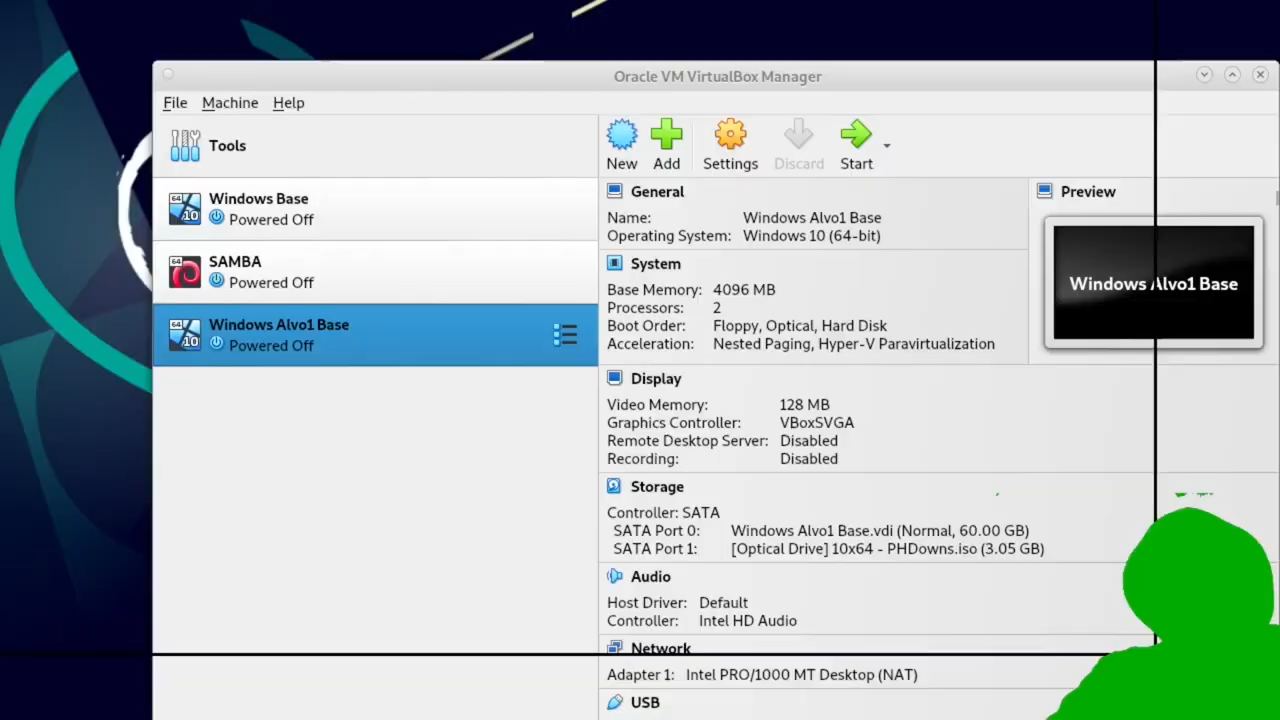 Oracle VM VirtualBox Manager
File Machine Help
Tools
New Add Settings Discard Start
Windows Base
64
10
Powered Off
SAMBA
64
Powered Off
Windows Alvo1 Base
64
10
Powered Off
General
Name: Windows Alvo1 Base
Operating System: Windows 10 (64-bit)
Preview
Windows Alvo1 Base
System
Base Memory: 4096 MB
Processors: 2
Boot Order: Floppy, Optical, Hard Disk
Acceleration: Nested Paging, Hyper-V Paravirtualization
Display
Video Memory: 128 MB
Graphics Controller: VBoxSVGA
Remote Desktop Server: Disabled
Recording: Disabled
Storage
Controller: SATA
SATA Port 0: Windows Alvo1 Base.vdi (Normal, 60.00 GB)
SATA Port 1: [Optical Drive] 10x64 - PHDowns.iso (3.05 GB)
Audio
Host Driver: Default
Controller: Intel HD Audio
Network
Adapter 1: Intel PRO/1000 MT Desktop (NAT)
USB